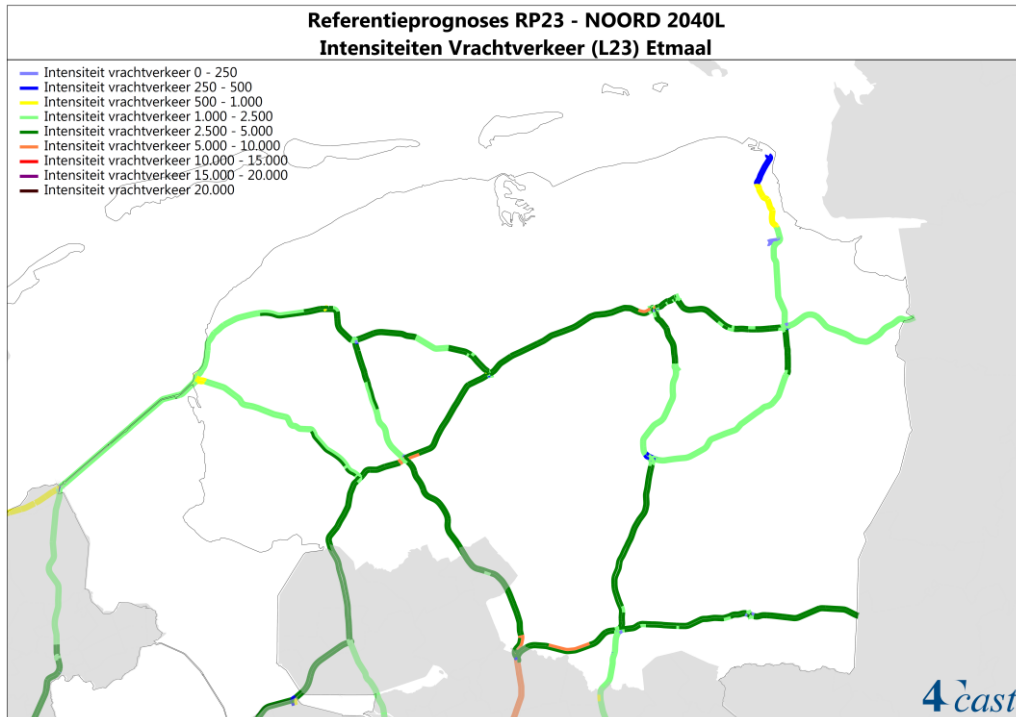 Referentieprognoses RP23 - NOORD 2040L
Intensiteiten Vrachtverkeer (L23) Etmaal
Intensiteit vrachtverkeer 0 - 250
Intensiteit vrachtverkeer 250 - 500
Intensiteit vrachtverkeer 500 - 1.000
Intensiteit vrachtverkeer 1.000 - 2.500
Intensiteit vrachtverkeer 2.500 - 5.000
Intensiteit vrachtverkeer 5.000 - 10.000
Intensiteit vrachtverkeer 10.000 - 15.000
Intensiteit vrachtverkeer 15.000 - 20.000
Intensiteit vrachtverkeer 20.000
4cast